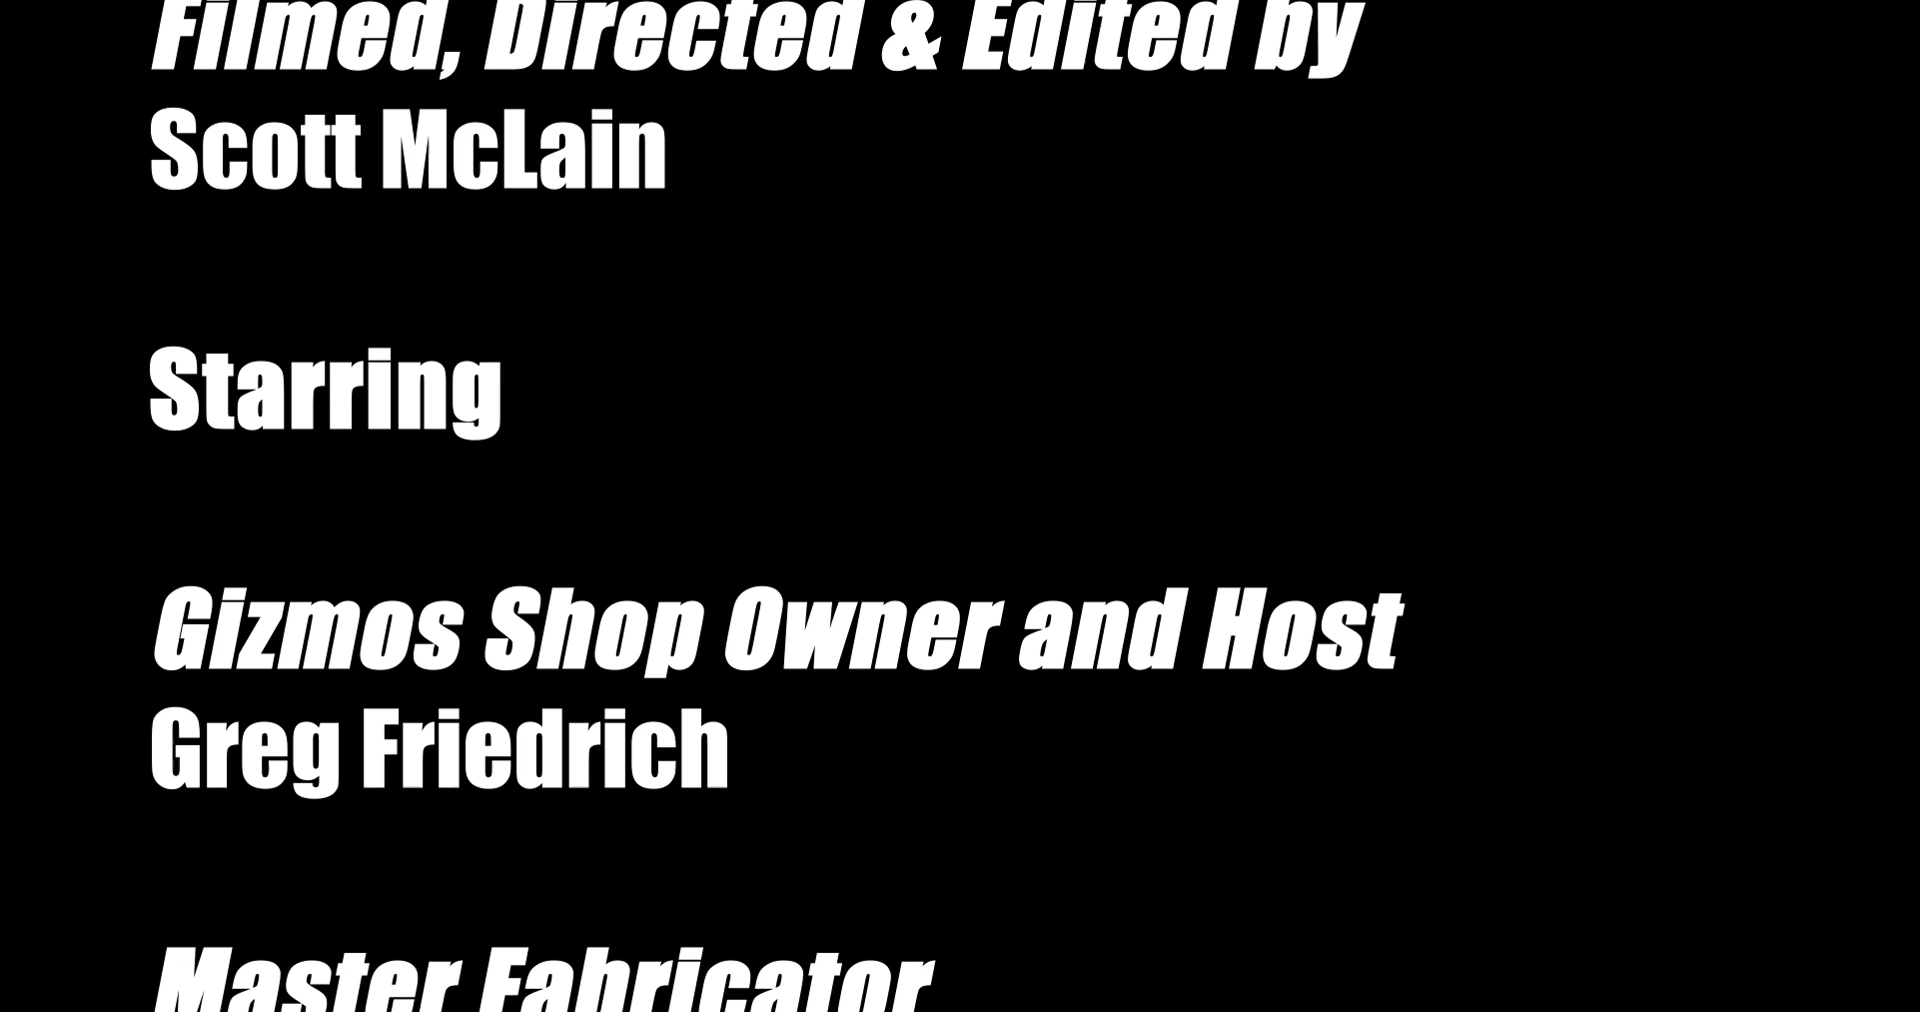 Filmed, Directed & Edited by
Scott McLain
Starring
Gizmos Shop Owner and Host
Greg Friedrich
Master Fabricator